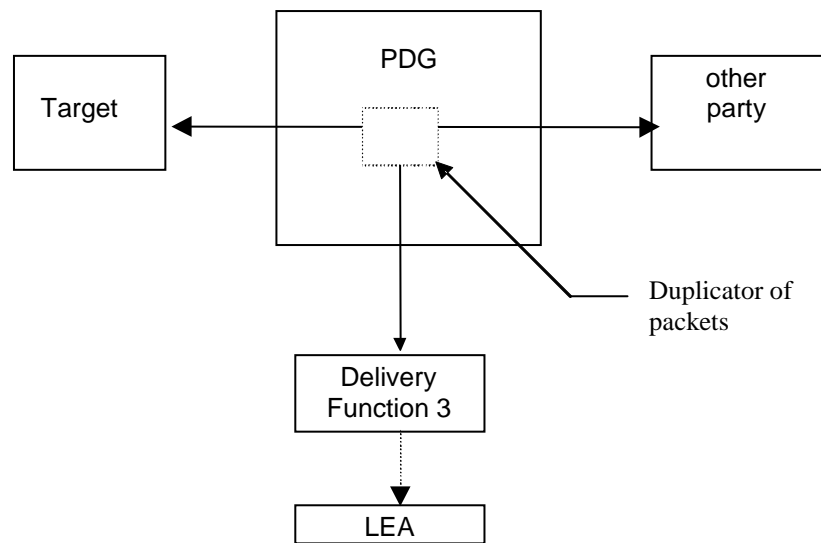 PDG
Target
other
party
Duplicator of
packets
Delivery
Function 3
LEA